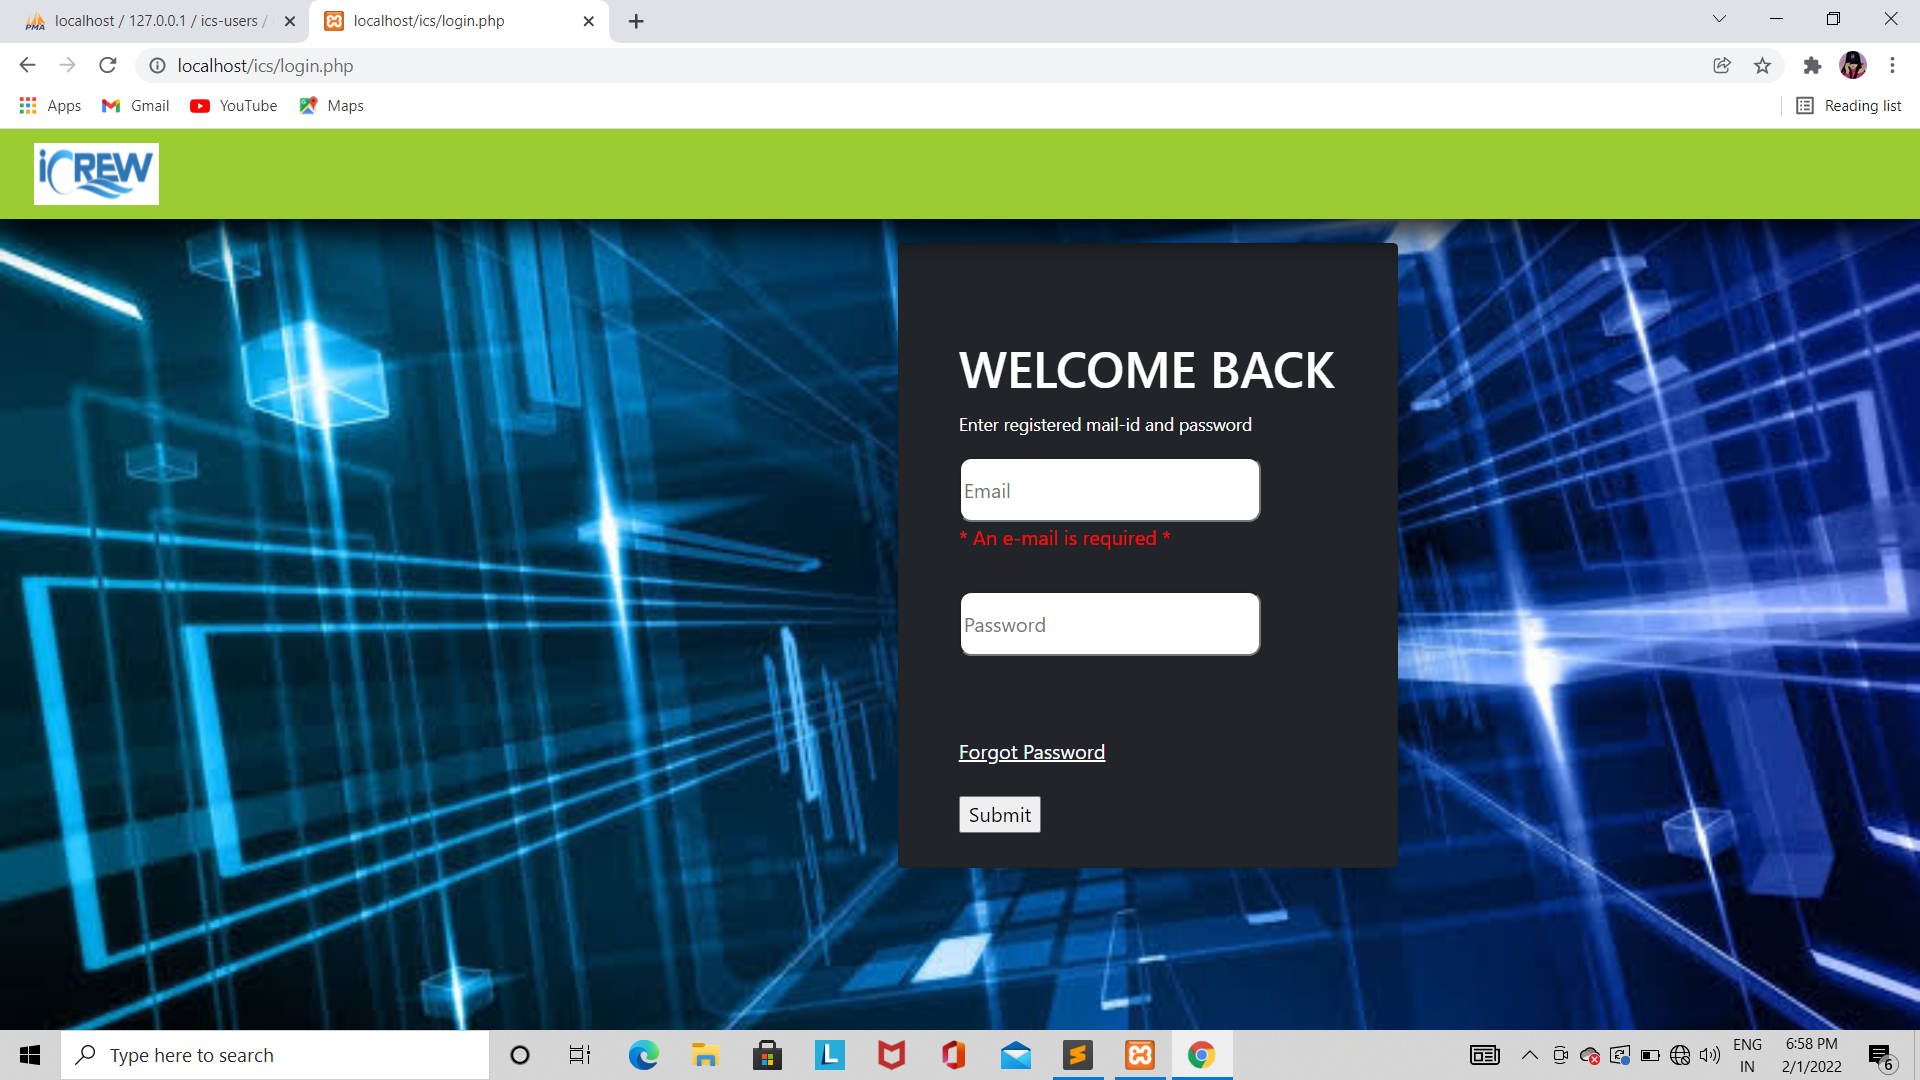 localhost / 127.0.0.1 / ics-users /
localhost/ics/login.php
localhost/ics/login.php
Apps
Gmail
YouTube
Maps
Reading list
iCREW
WELCOME BACK
Enter registered mail-id and password
Email
* An e-mail is required *
Password
Forgot Password
Submit
Type here to search
ENG
IN
6:58 PM
2/1/2022
6